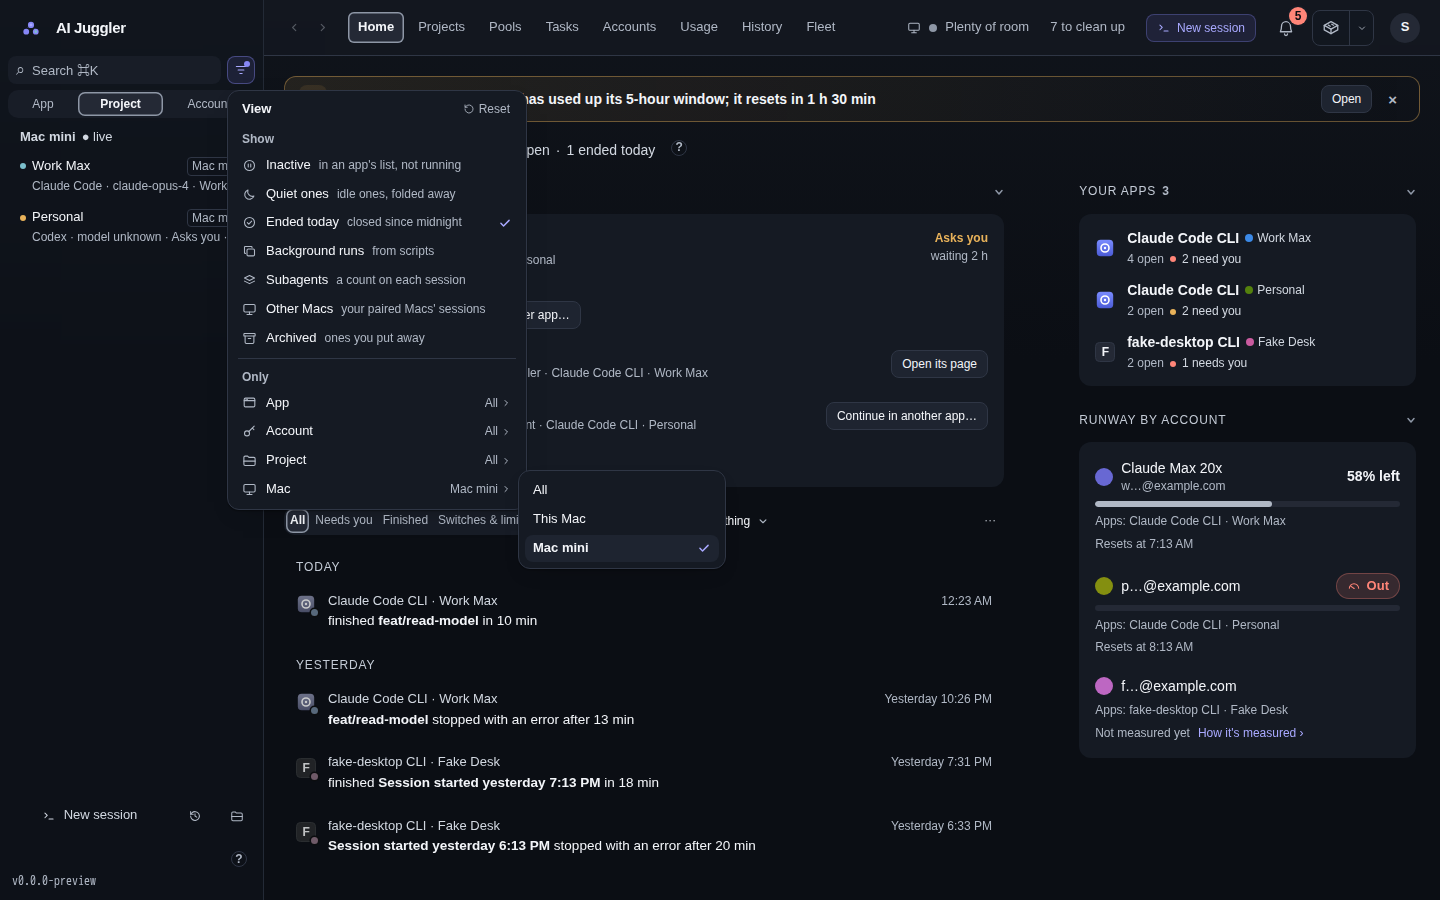 AI Juggler
Home Projects Pools Tasks Accounts Usage History Fleet
Plenty of room 7 to clean up New session 5 S
Search ⌘K
App Project Accoun
Mac mini ● live
Work Max Mac m
Claude Code · claude-opus-4 · Work
Personal Mac m
Codex · model unknown · Asks you ·
New session
?
v0.0.0-preview
has used up its 5-hour window; it resets in 1 h 30 min Open ×
pen · 1 ended today ?
View Reset
Show
Inactive in an app's list, not running
Quiet ones idle ones, folded away
Ended today closed since midnight
Background runs from scripts
Subagents a count on each session
Other Macs your paired Macs' sessions
Archived ones you put away
Only
App All
Account All
Project All
Mac Mac mini
All
This Mac
Mac mini
Asks you
sonal waiting 2 h
er app…
ler · Claude Code CLI · Work Max Open its page
nt · Claude Code CLI · Personal Continue in another app…
All Needs you Finished Switches & limi thing ···
TODAY
Claude Code CLI · Work Max 12:23 AM
finished feat/read-model in 10 min
YESTERDAY
Claude Code CLI · Work Max Yesterday 10:26 PM
feat/read-model stopped with an error after 13 min
F fake-desktop CLI · Fake Desk Yesterday 7:31 PM
finished Session started yesterday 7:13 PM in 18 min
F fake-desktop CLI · Fake Desk Yesterday 6:33 PM
Session started yesterday 6:13 PM stopped with an error after 20 min
YOUR APPS 3
Claude Code CLI Work Max
4 open 2 need you
Claude Code CLI Personal
2 open 2 need you
F fake-desktop CLI Fake Desk
2 open 1 needs you
RUNWAY BY ACCOUNT
Claude Max 20x 58% left
w…@example.com
Apps: Claude Code CLI · Work Max
Resets at 7:13 AM
p…@example.com Out
Apps: Claude Code CLI · Personal
Resets at 8:13 AM
f…@example.com
Apps: fake-desktop CLI · Fake Desk
Not measured yet How it's measured ›